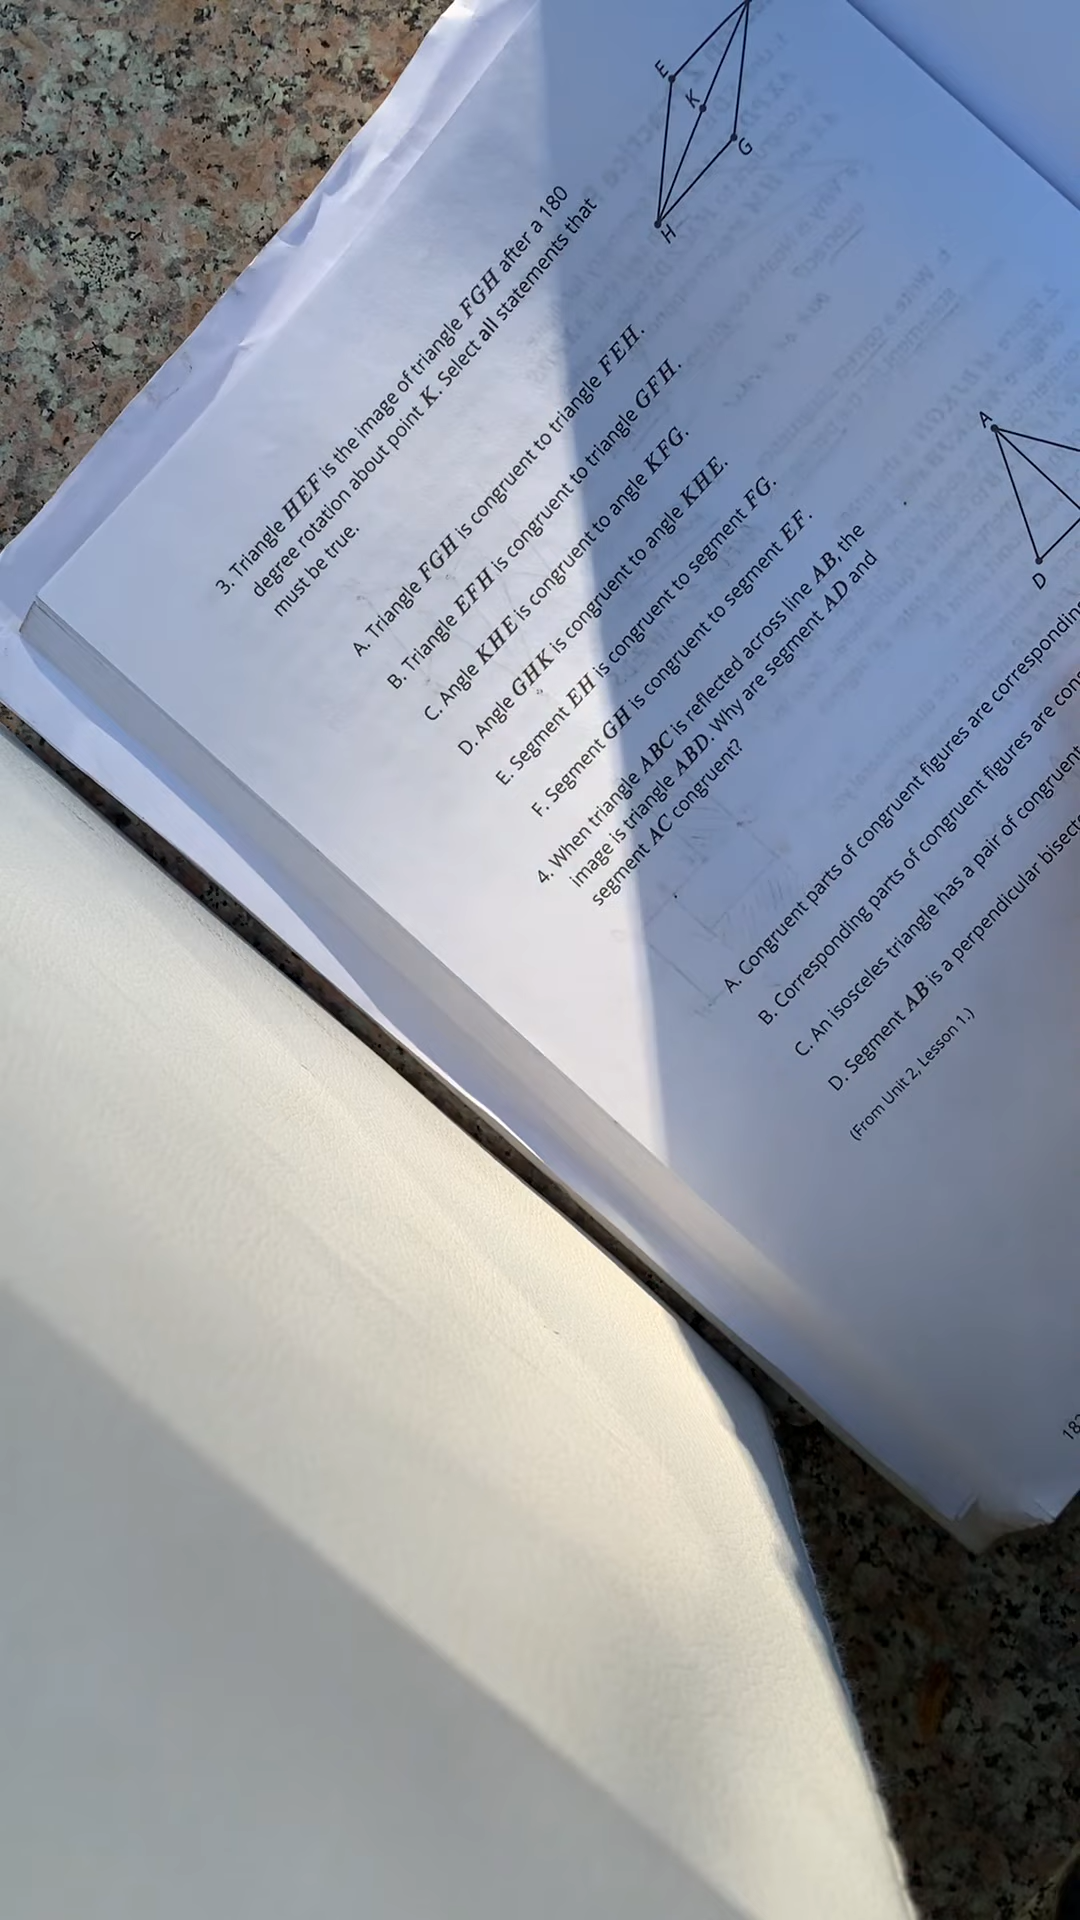 3. Triangle HEF is the image of triangle FGH after a 180
degree rotation about point K. Select all statements that
must be true.
E
K
G
H
A. Triangle FGH is congruent to triangle FEH.
B. Triangle EFH is congruent to triangle GFH.
C. Angle KHE is congruent to angle KFG.
D. Angle GHK is congruent to angle KHE.
E. Segment EH is congruent to segment FG.
F. Segment GH is congruent to segment EF.
4. When triangle ABC is reflected across line AB, the
image is triangle ABD. Why are segment AD and
segment AC congruent?
A
D
A. Congruent parts of congruent figures are
B. Corresponding parts of congruent figures are
C. An isosceles triangle has a pair of congruent
D. Segment AB is a perpendicular
(From Unit 2, Lesson 1.)